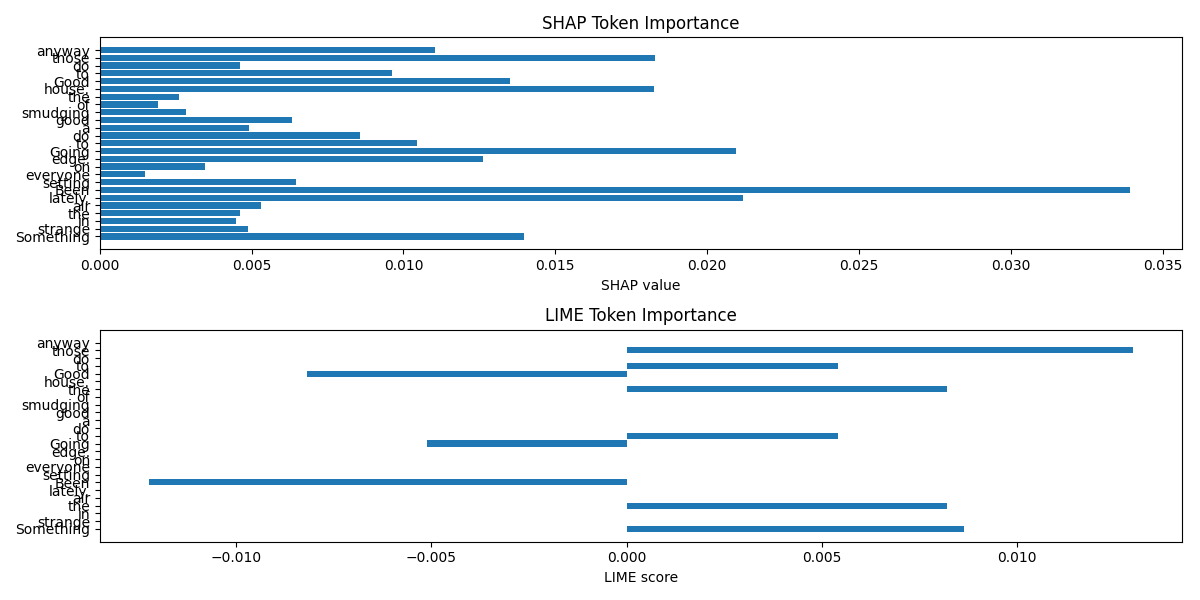 SHAP Token Importance
anyway
those
do
to
Good
house.
the
of
smudging
good
a
do
to
Going
edge.
on
everyone
setting
Been
lately.
air
the
in
strange
Something
0.000 0.005 0.010 0.015 0.020 0.025 0.030 0.035
SHAP value
LIME Token Importance
anyway
those
do
to
Good
house.
the
of
smudging
good
a
do
to
Going
edge.
on
everyone
setting
Been
lately.
air
the
in
strange
Something
−0.010 −0.005 0.000 0.005 0.010
LIME score